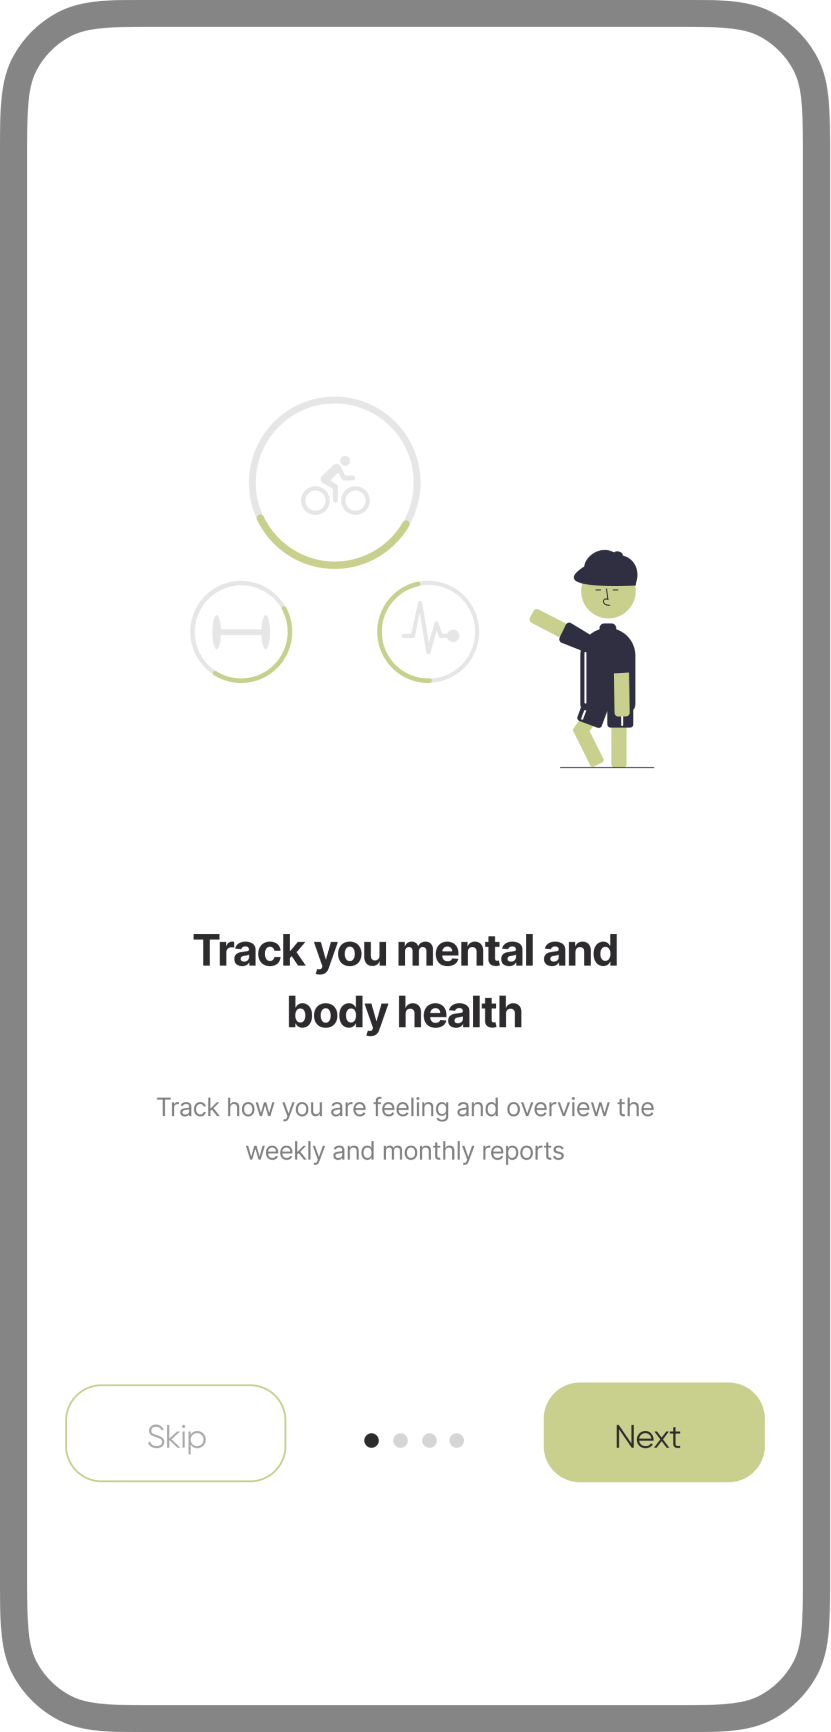 Track you mental and
body health
Track how you are feeling and overview the
weekly and monthly reports
Skip
Next